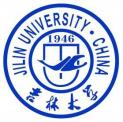 JILIN UNIVERSITY · CHINA
1946
吉林大学